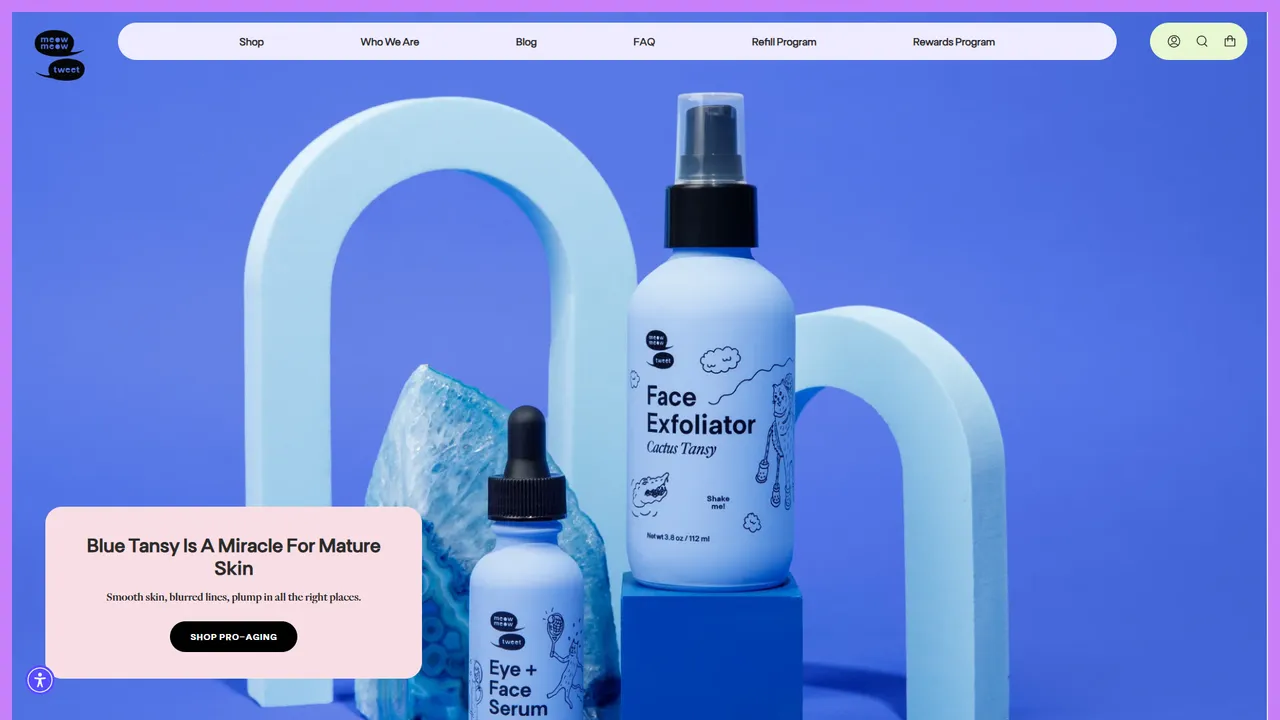 meow
meow
tweet
Shop
Who We Are
Blog
FAQ
Refill Program
Rewards Program
meow
meow
tweet
Face
Exfoliator
Cactus Tansy
Shake
me!
Net wt 3.8 oz / 112 ml
Blue Tansy Is A Miracle For Mature
Skin
Smooth skin, blurred lines, plump in all the right places.
SHOP PRO-AGING
meow
meow
tweet
Eye +
Face
Serum